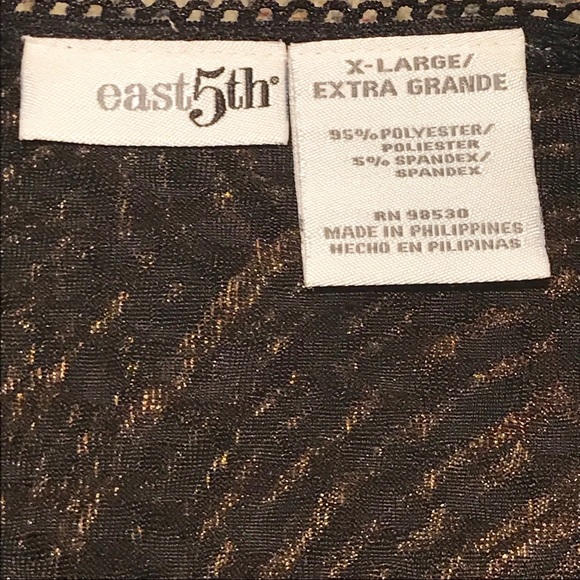 east5th®
X-LARGE/
EXTRA GRANDE
95% POLYESTER/
POLIESTER
5% SPANDEX/
SPANDEX
RN 98530
MADE IN PHILIPPINES
HECHO EN PILIPINAS